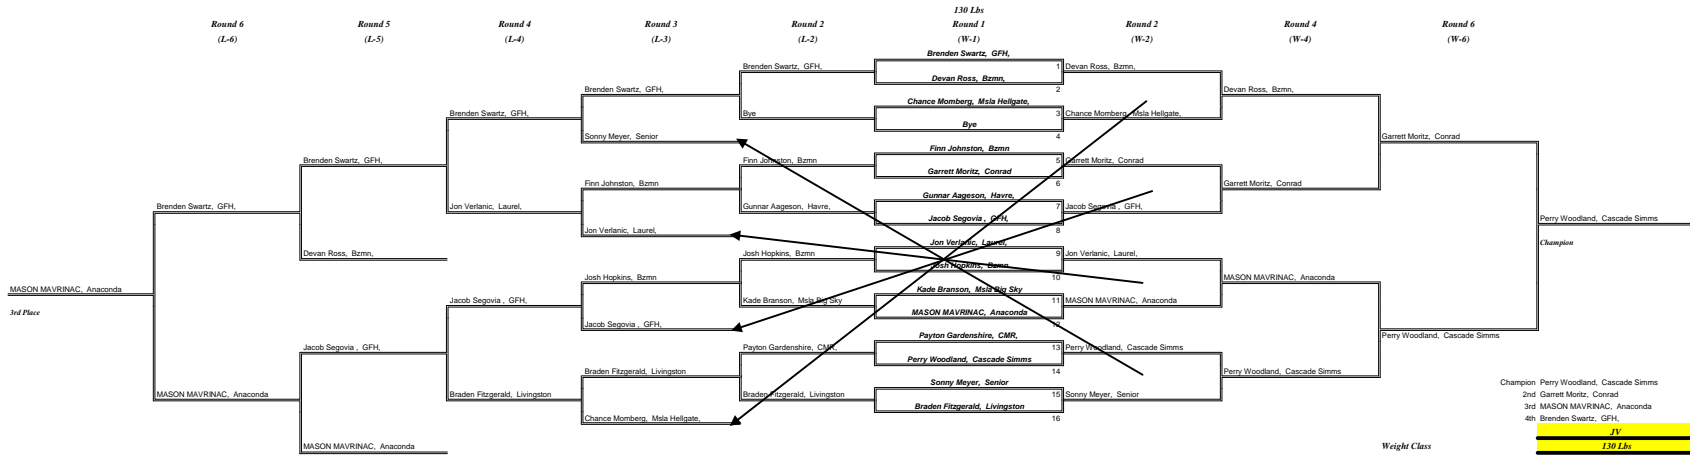 130 Lbs
Round 6 Round 5 Round 4 Round 3 Round 2 Round 1 Round 2 Round 4 Round 6
(L-6) (L-5) (L-4) (L-3) (L-2) (W-1) (W-2) (W-4) (W-6)
Brenden Swartz, GFH,
Brenden Swartz, GFH, 1 Devan Ross, Bzmn,
Devan Ross, Bzmn,
Brenden Swartz, GFH, 2 Devan Ross, Bzmn,
Chance Momberg, Msla Hellgate,
Brenden Swartz, GFH, Bye 3 Chance Momberg, Msla Hellgate,
Bye
Sonny Meyer, Senior 4 Garrett Moritz, Conrad
Finn Johnston, Bzmn
Brenden Swartz, GFH, Finn Johnston, Bzmn 5 Garrett Moritz, Conrad
Garrett Moritz, Conrad
Finn Johnston, Bzmn 6 Garrett Moritz, Conrad
Gunnar Aageson, Havre,
Brenden Swartz, GFH, Jon Verlanic, Laurel, Gunnar Aageson, Havre, 7 Jacob Segovia , GFH,
Jacob Segovia , GFH, Perry Woodland, Cascade Simms
Jon Verlanic, Laurel, 8
Jon Verlanic, Laurel, Champion
Devan Ross, Bzmn, Josh Hopkins, Bzmn 9 Jon Verlanic, Laurel,
Josh Hopkins, Bzmn
Josh Hopkins, Bzmn 10 MASON MAVRINAC, Anaconda
MASON MAVRINAC, Anaconda Kade Branson, Msla Big Sky
Jacob Segovia , GFH, Kade Branson, Msla Big Sky 11 MASON MAVRINAC, Anaconda
3rd Place MASON MAVRINAC, Anaconda
Jacob Segovia , GFH, 12
Payton Gardenshire, CMR, Perry Woodland, Cascade Simms
Jacob Segovia , GFH, Payton Gardenshire, CMR, 13 Perry Woodland, Cascade Simms
Perry Woodland, Cascade Simms
Braden Fitzgerald, Livingston 14 Perry Woodland, Cascade Simms
Sonny Meyer, Senior Champion Perry Woodland, Cascade Simms
MASON MAVRINAC, Anaconda Braden Fitzgerald, Livingston Braden Fitzgerald, Livingston 15 Sonny Meyer, Senior 2nd Garrett Moritz, Conrad
Braden Fitzgerald, Livingston 3rd MASON MAVRINAC, Anaconda
Chance Momberg, Msla Hellgate, 16 4th Brenden Swartz, GFH,
JV
MASON MAVRINAC, Anaconda Weight Class 130 Lbs